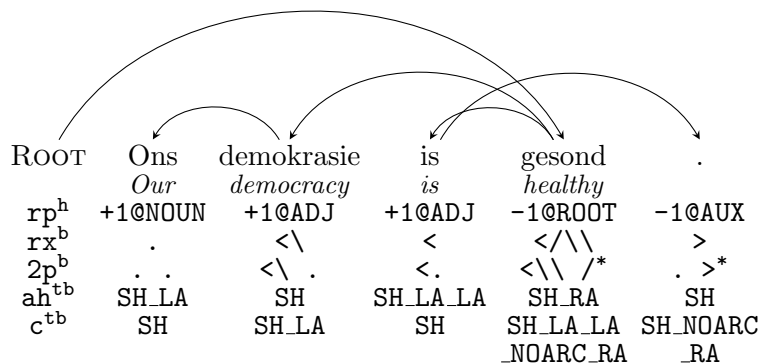 ROOT Ons demokrasie is gesond .
Our democracy is healthy
rp^h +1@NOUN +1@ADJ +1@ADJ -1@ROOT -1@AUX
rx^b . <\ < </\\ >
2p^b . . <\ . <. <\\ /* . >*
ah^tb SH_LA SH SH_LA_LA SH_RA SH
c^tb SH SH_LA SH SH_LA_LA SH_NOARC
_NOARC_RA _RA